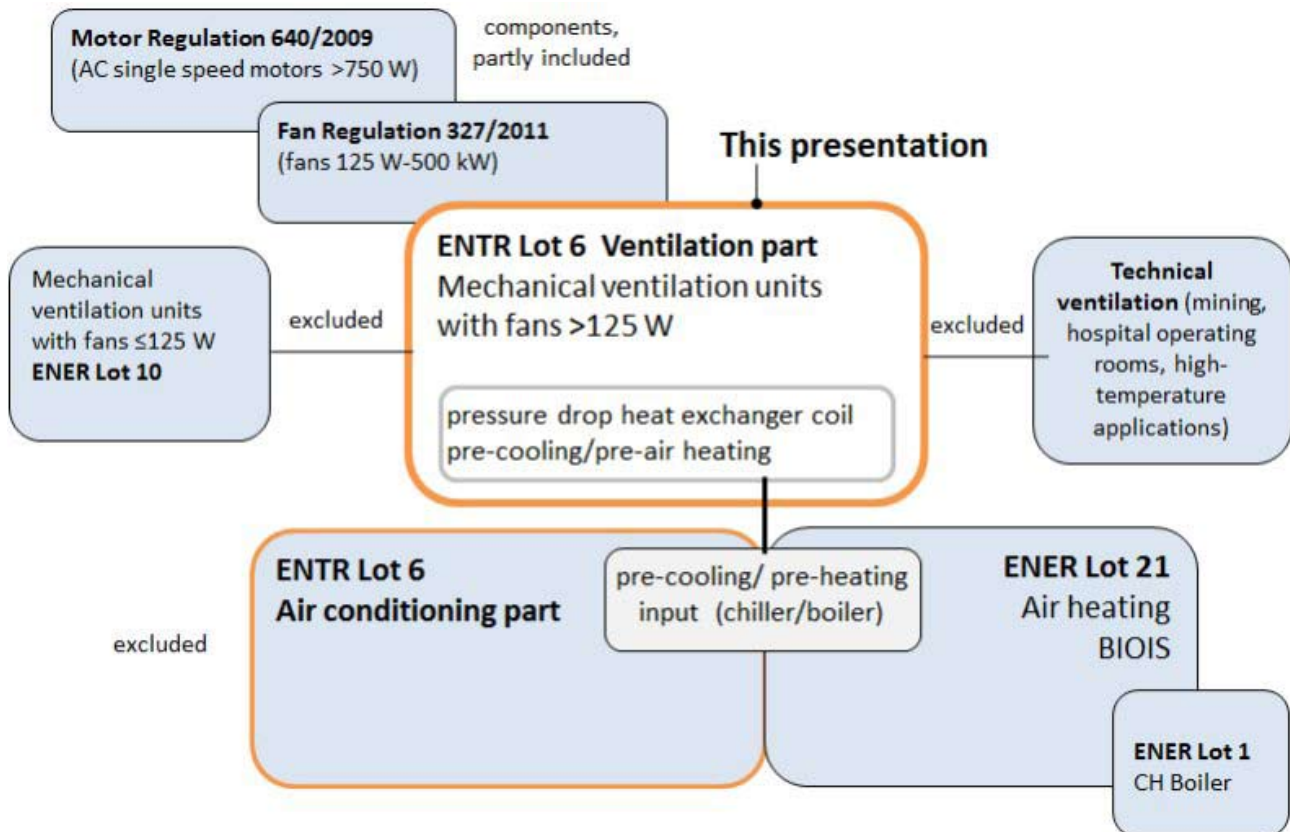 Motor Regulation 640/2009
(AC single speed motors >750 W)
components,
partly included
Fan Regulation 327/2011
(fans 125 W-500 kW)
This presentation
ENTR Lot 6 Ventilation part
Mechanical ventilation units
with fans >125 W
pressure drop heat exchanger coil
pre-cooling/pre-air heating
Mechanical
ventilation units
with fans ≤125 W
ENER Lot 10
excluded
excluded
Technical
ventilation (mining,
hospital operating
rooms, high-
temperature
applications)
ENTR Lot 6
Air conditioning part
pre-cooling/ pre-heating
input (chiller/boiler)
ENER Lot 21
Air heating
BIOIS
excluded
ENER Lot 1
CH Boiler